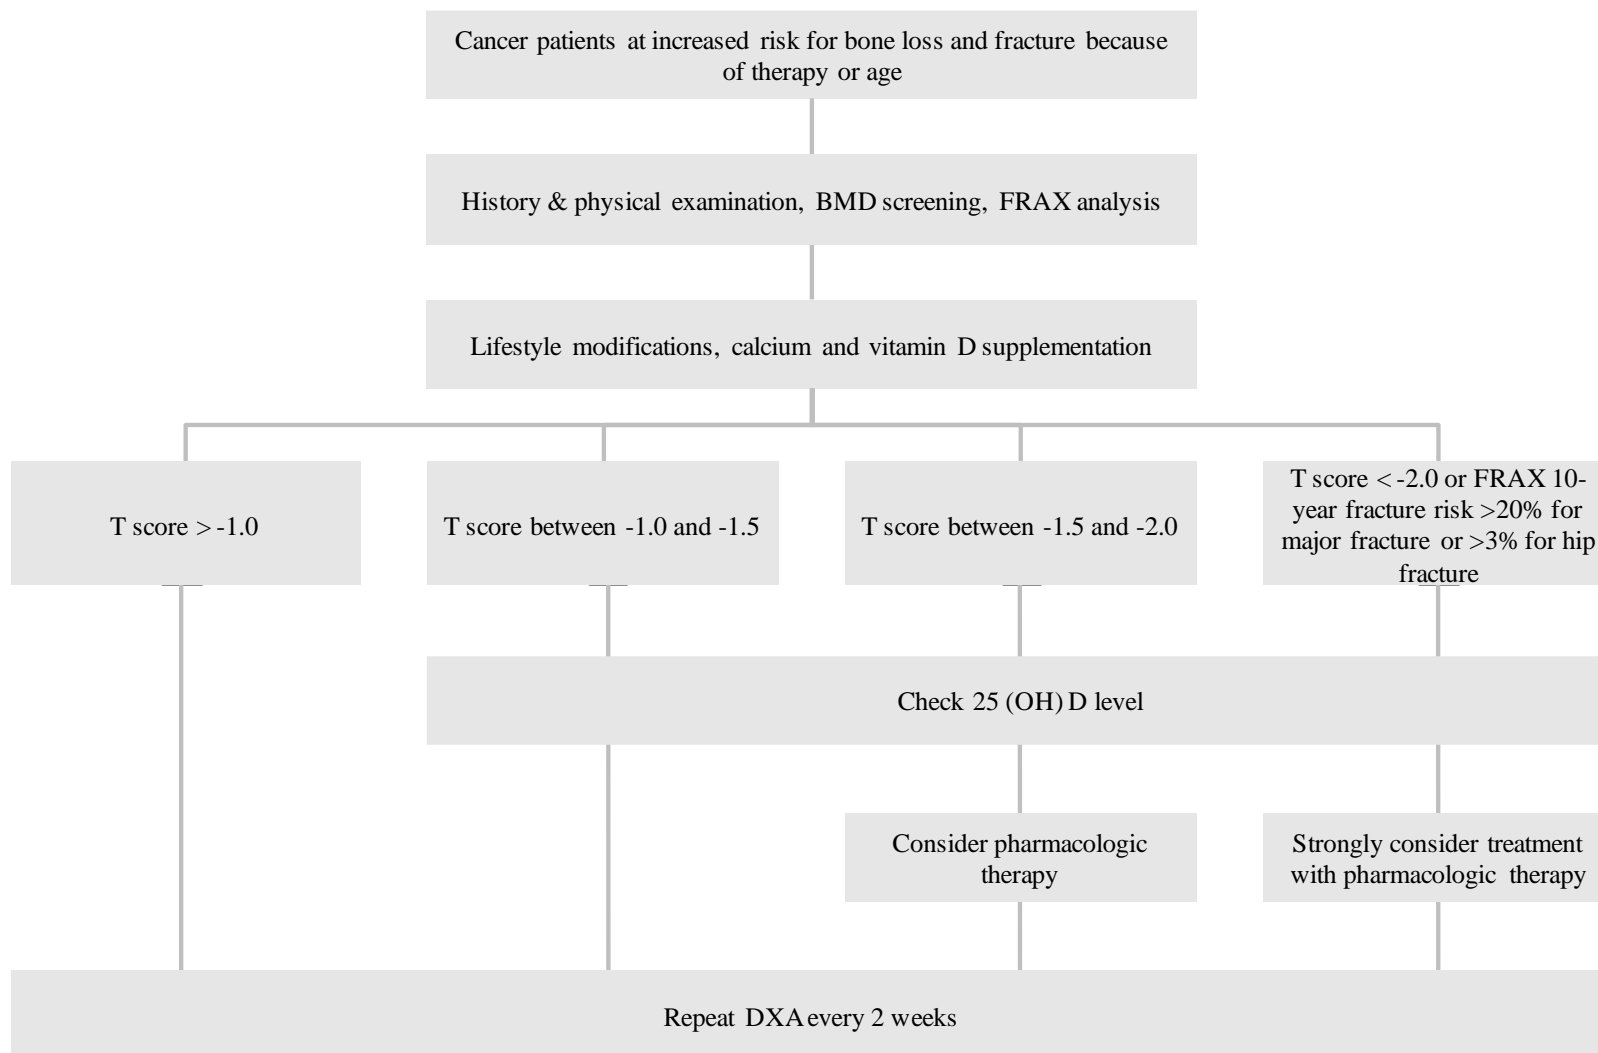 Cancer patients at increased risk for bone loss and fracture because
of therapy or age
History & physical examination, BMD screening, FRAX analysis
Lifestyle modifications, calcium and vitamin D supplementation
T score > -1.0
T score between -1.0 and -1.5
T score between -1.5 and -2.0
T score < -2.0 or FRAX 10-
year fracture risk >20% for
major fracture or >3% for hip
fracture
Check 25 (OH) D level
Consider pharmacologic
therapy
Strongly consider treatment
with pharmacologic therapy
Repeat DXA every 2 weeks